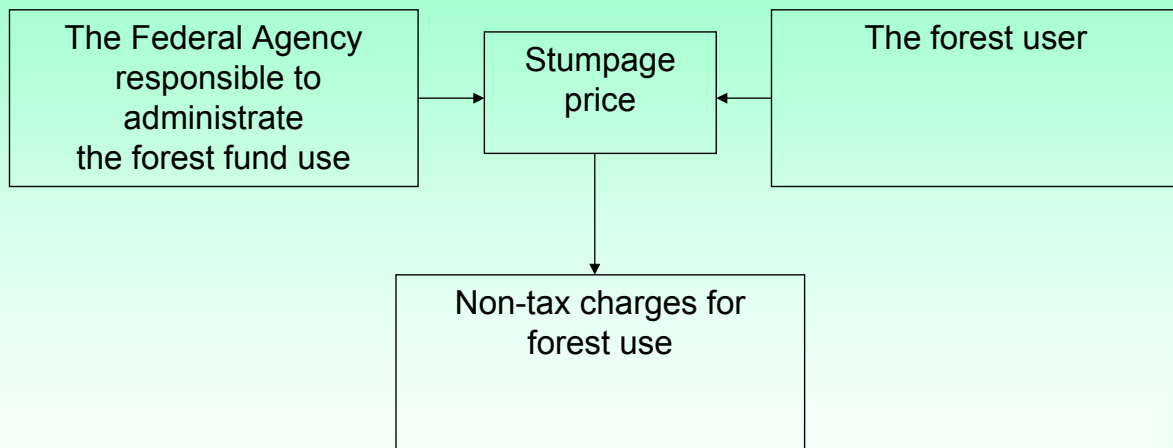 The Federal Agency
responsible to
administrate
the forest fund use
Stumpage
price
The forest user
Non-tax charges for
forest use